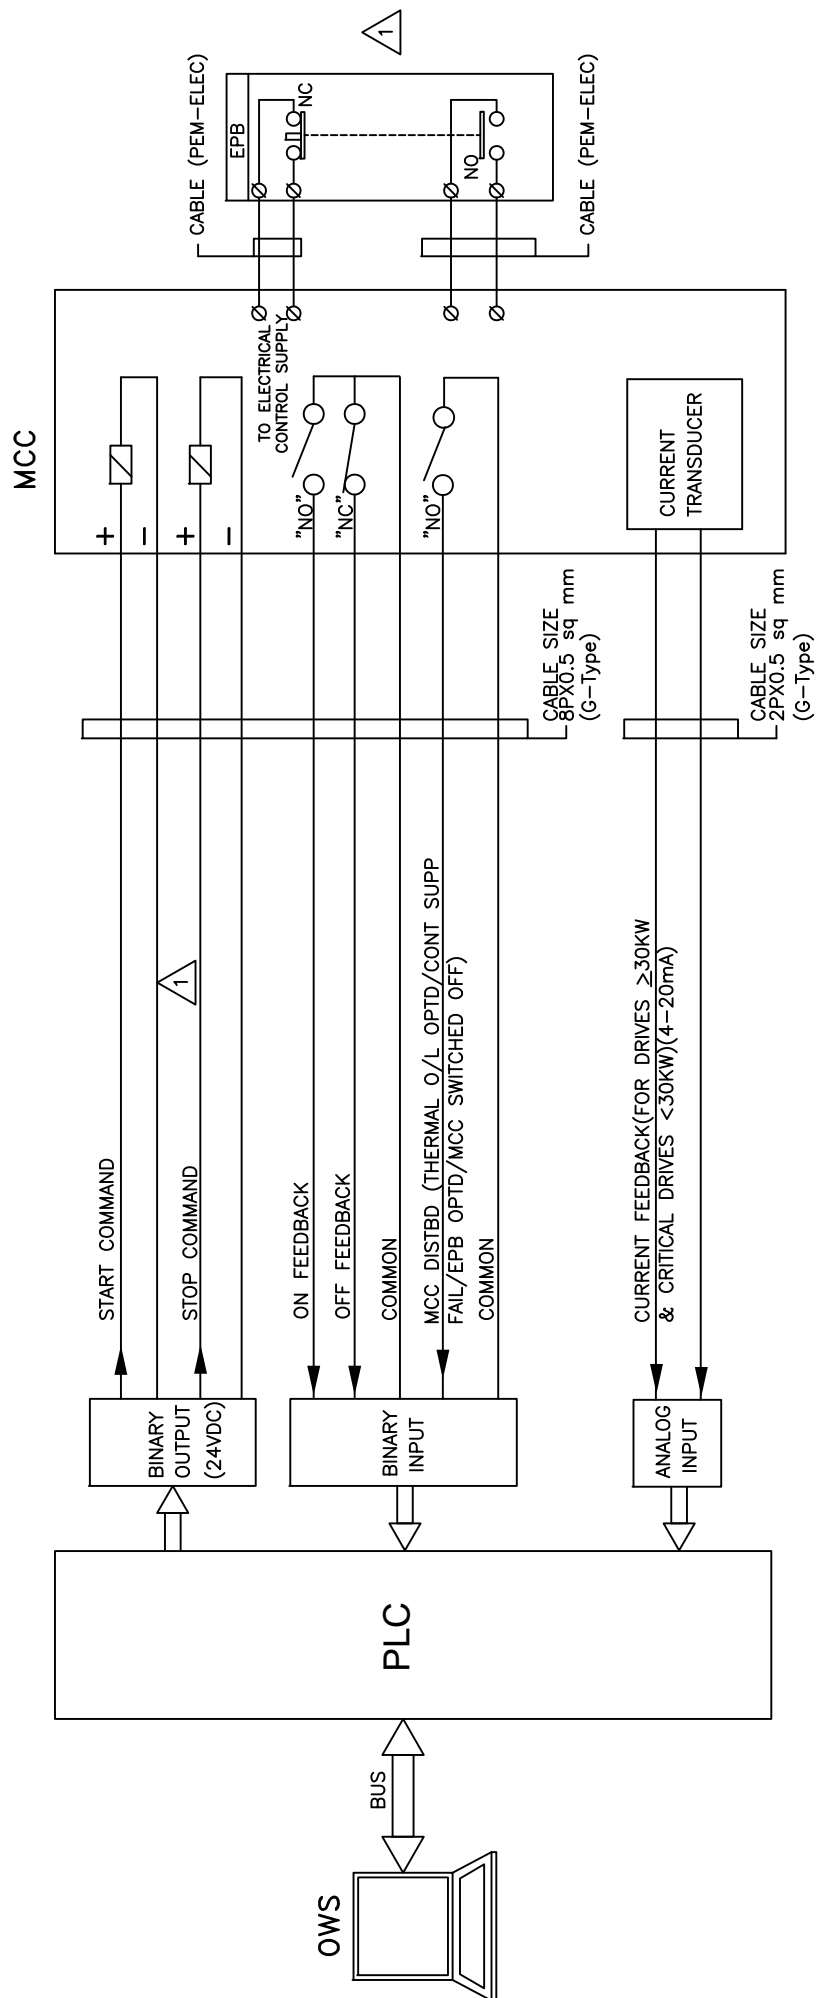 OWS
BUS
PLC
BINARY
OUTPUT
(24VDC)
BINARY
INPUT
ANALOG
INPUT
START COMMAND
1
STOP COMMAND
ON FEEDBACK
OFF FEEDBACK
COMMON
MCC DISTBD (THERMAL O/L OPTD/CONT SUPP
FAIL/EPB OPTD/MCC SWITCHED OFF)
COMMON
CURRENT FEEDBACK(FOR DRIVES ≥30KW
& CRITICAL DRIVES <30KW)(4-20mA)
CABLE SIZE
8PX0.5 sq mm
(G-Type)
CABLE SIZE
2PX0.5 sq mm
(G-Type)
MCC
+
-
+
-
"NO"
"NC"
"NO"
TO ELECTRICAL
CONTROL SUPPLY
CURRENT
TRANSDUCER
CABLE (PEM-ELEC)
EPB
NC
NO
CABLE (PEM-ELEC)
1